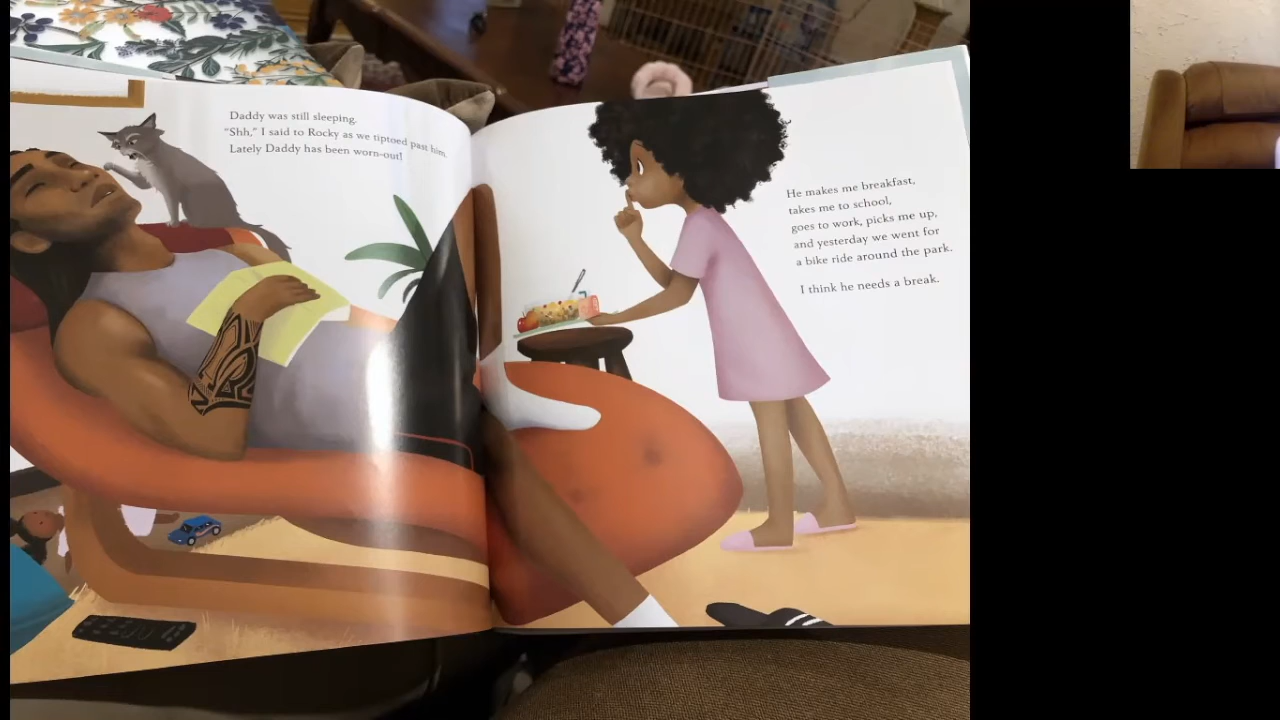 Daddy was still sleeping.
"Shh," I said to Rocky as we tiptoed past him.
Lately Daddy has been worn-out!
He makes me breakfast,
takes me to school,
goes to work, picks me up,
and yesterday we went for
a bike ride around the park.
I think he needs a break.